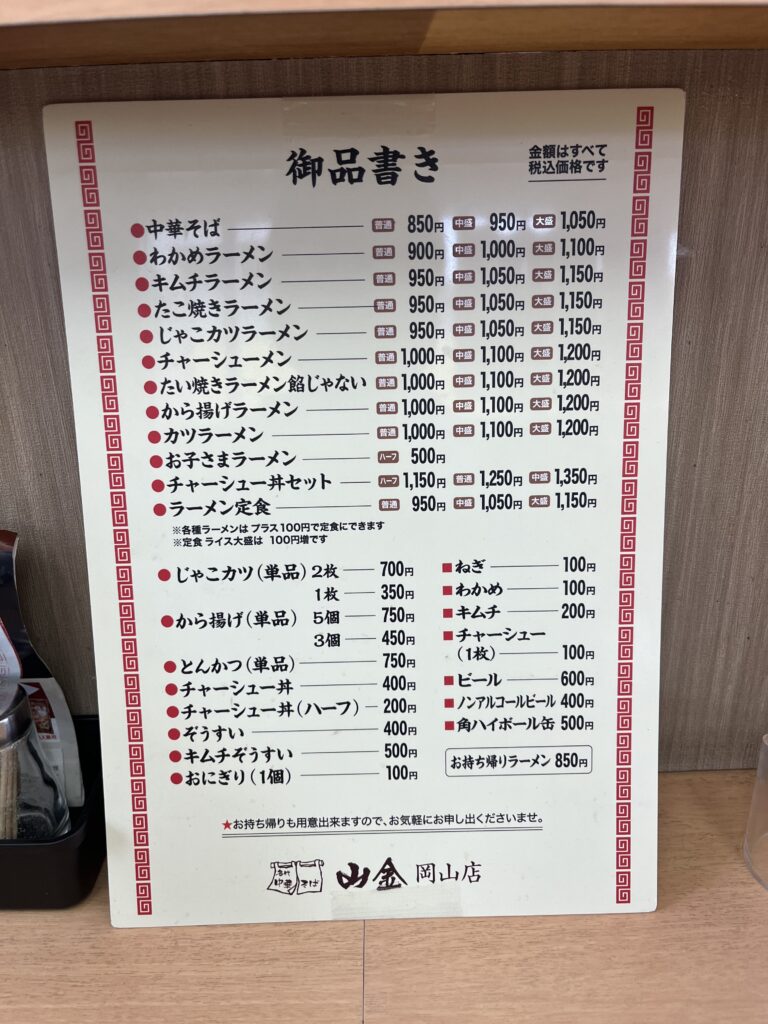 御品書き
金額はすべて
税込価格です
●中華そば 普通 850円 中盛 950円 大盛 1,050円
●わかめラーメン 普通 900円 中盛 1,000円 大盛 1,100円
●キムチラーメン 普通 950円 中盛 1,050円 大盛 1,150円
●たこ焼きラーメン 普通 950円 中盛 1,050円 大盛 1,150円
●じゃこカツラーメン 普通 950円 中盛 1,050円 大盛 1,150円
●チャーシューメン 普通 1,000円 中盛 1,100円 大盛 1,200円
●たい焼きラーメン餡じゃない 普通 1,000円 中盛 1,100円 大盛 1,200円
●から揚げラーメン 普通 1,000円 中盛 1,100円 大盛 1,200円
●カツラーメン 普通 1,000円 中盛 1,100円 大盛 1,200円
●お子さまラーメン ハーフ 500円
●チャーシュー丼セット ハーフ 1,150円 普通 1,250円 中盛 1,350円
●ラーメン定食 普通 950円 中盛 1,050円 大盛 1,150円
※各種ラーメンは プラス100円で定食にできます
※定食 ライス大盛は 100円増です
●じゃこカツ(単品) 2枚 700円
1枚 350円
●から揚げ(単品) 5個 750円
3個 450円
●とんかつ(単品) 750円
●チャーシュー丼 400円
●チャーシュー丼(ハーフ) 200円
●ぞうすい 400円
●キムチぞうすい 500円
●おにぎり(1個) 100円
■ねぎ 100円
■わかめ 100円
■キムチ 200円
■チャーシュー
(1枚) 100円
■ビール 600円
■ノンアルコールビール 400円
■角ハイボール缶 500円
お持ち帰りラーメン 850円
★お持ち帰りも用意出来ますので、お気軽にお申し出くださいませ。
中華そば 山金 岡山店